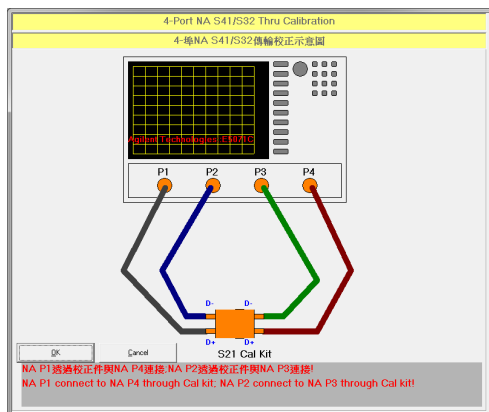 4-Port NA S41/S32 Thru Calibration
4-埠NA S41/S32傳輸校正示意圖
Agilent Technologies: E5071C
P1 P2 P3 P4
D- D-
D+ D+
S21 Cal Kit
OK Cancel
NA P1透過校正件與NA P4連接;NA P2透過校正件與NA P3連接!
NA P1 connect to NA P4 through Cal kit; NA P2 connect to NA P3 through Cal kit!